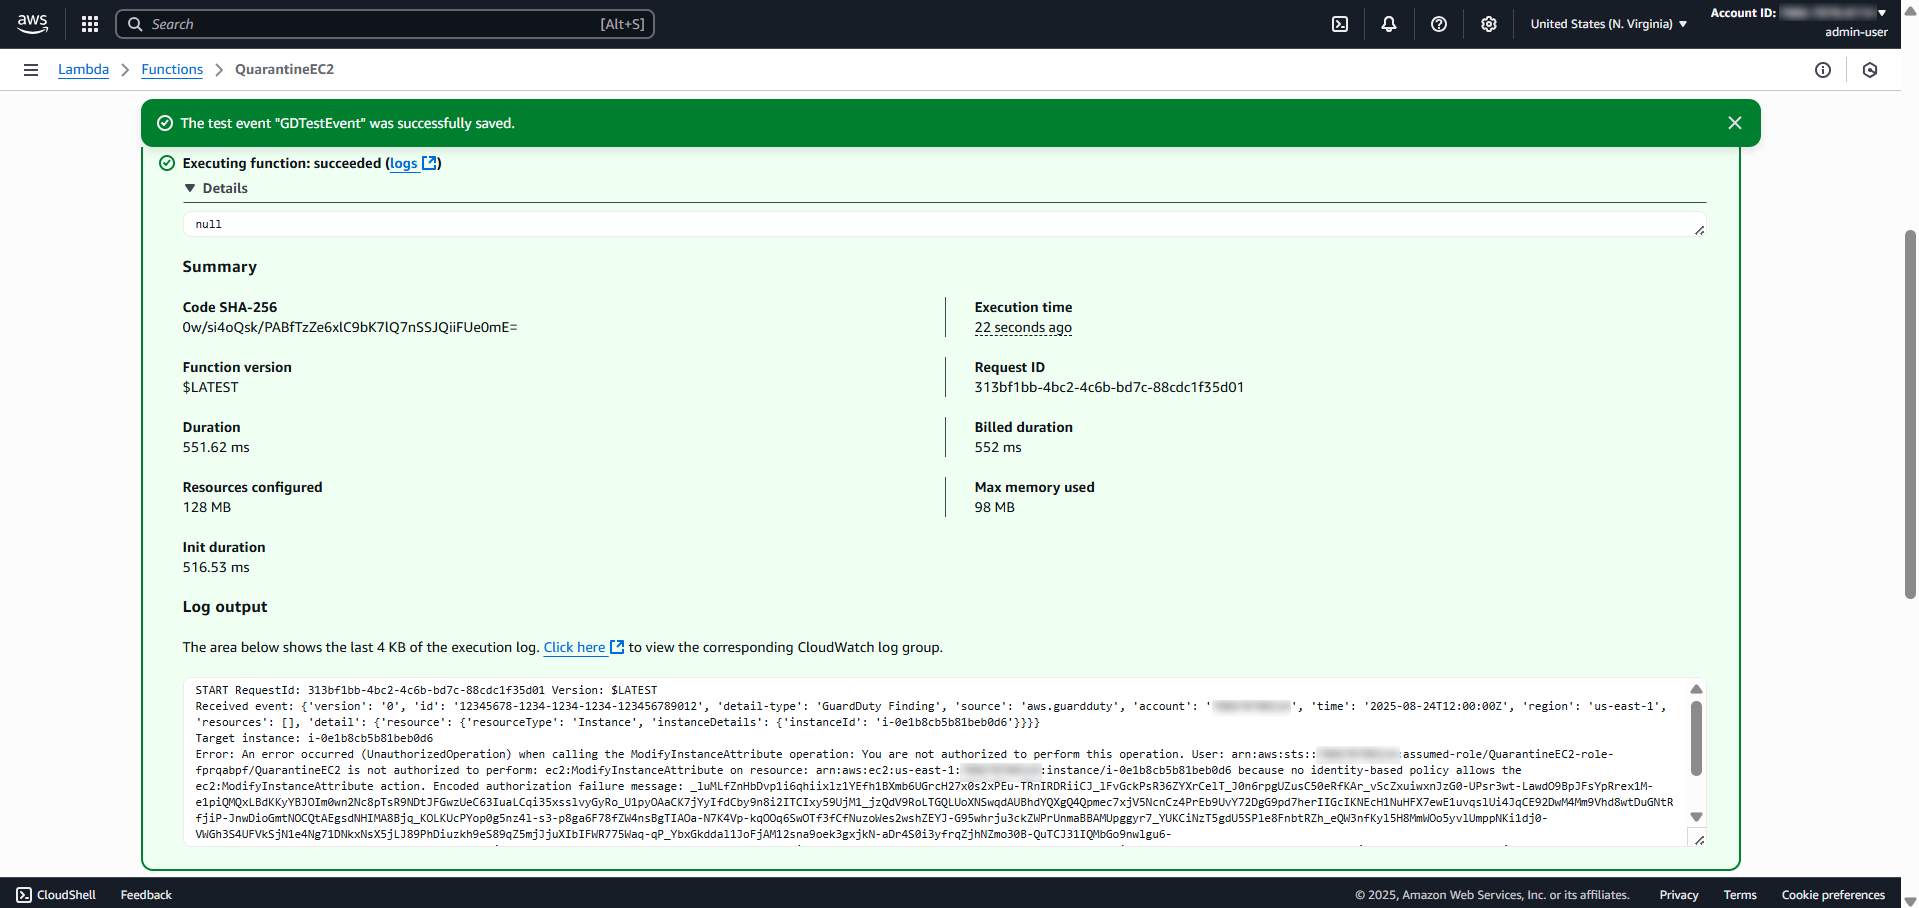 aws
Search
[Alt+S]
United States (N. Virginia)
Account ID:
admin-user
Lambda
Functions
QuarantineEC2
The test event "GDTestEvent" was successfully saved.
Executing function: succeeded (logs)
Details
null
Summary
Code SHA-256
0w/si4oQsk/PABfTzZe6xlC9bK7lQ7nSSJQiiFUe0mE=
Execution time
22 seconds ago
Function version
$LATEST
Request ID
313bf1bb-4bc2-4c6b-bd7c-88cdc1f35d01
Duration
551.62 ms
Billed duration
552 ms
Resources configured
128 MB
Max memory used
98 MB
Init duration
516.53 ms
Log output
The area below shows the last 4 KB of the execution log. Click here to view the corresponding CloudWatch log group.
START RequestId: 313bf1bb-4bc2-4c6b-bd7c-88cdc1f35d01 Version: $LATEST
Received event: {'version': '0', 'id': '12345678-1234-1234-1234-123456789012', 'detail-type': 'GuardDuty Finding', 'source': 'aws.guardduty', 'account': '', 'time': '2025-08-24T12:00:00Z', 'region': 'us-east-1',
'resources': [], 'detail': {'resource': {'resourceType': 'Instance', 'instanceDetails': {'instanceId': 'i-0e1b8cb5b81beb0d6'}}}}
Target instance: i-0e1b8cb5b81beb0d6
Error: An error occurred (UnauthorizedOperation) when calling the ModifyInstanceAttribute operation: You are not authorized to perform this operation. User: arn:aws:sts:::assumed-role/QuarantineEC2-role-
fprqabpf/QuarantineEC2 is not authorized to perform: ec2:ModifyInstanceAttribute on resource: arn:aws:ec2:us-east-1::instance/i-0e1b8cb5b81beb0d6 because no identity-based policy allows the
ec2:ModifyInstanceAttribute action. Encoded authorization failure message: _luMLfZnHbDvp1i6qhiixlz1YEfh1BXmb6UGrcH27x0s2xPEu-TRnIRDRiiCJ_lFvGckPsR36ZYXrCelT_J0n6rpgUZusC50eRfKAr_vScZxuiwxnJzG0-UPsr3wt-LawdO9BpJFsYpRrex1M-
e1piQMQxLBdKKyYBJOIm0wn2Nc8pTsR9NDtJFGwzUeC63IuaLCqi35xsslvyGyRo_U1pyOAaCK7jYyIfdCby9n8i2ITCIxy59UjM1_jzQdV9RoLTGQLUoXNSwqdAUBhdYQXgQ4Qpmec7xjV5NcnCz4PrEb9UvY72DgG9pd7herIIGcIKNEcH1NuHFX7ewE1uvqslUi4JqCE92DwM4Mm9Vhd8wtDuGNtR
fjiP-JnwDioGmtNOCQtAEgsdNHIMA8Bjq_KOLKUcPYop0g5nz4l-s3-p8ga6F78fZW4nsBgTIAOa-N7K4Vp-kqOOq6SwOTf3fCfNuzoWes2wshZEYJ-G95whrju3ckZWPrUnmaBBAMUpggyr7_YUKCiNzT5gdU5SPle8FnbtRZh_eQW3nfKyl5H8MmWOo5yvlUmppNKi1dj0-
VWGh3S4UFVkSjN1e4Ng71DNkxNsX5jLJ89PhDiuzkh9eS89qZ5mjJjuXIbIFWR775Waq-qP_YbxGkddal1JoFjAM12sna9oek3gxjkN-aDr4S0i3yfrqZjhNZmo30B-QuTCJ31IQMbGo9nwlgu6-
CloudShell
Feedback
© 2025, Amazon Web Services, Inc. or its affiliates.
Privacy
Terms
Cookie preferences